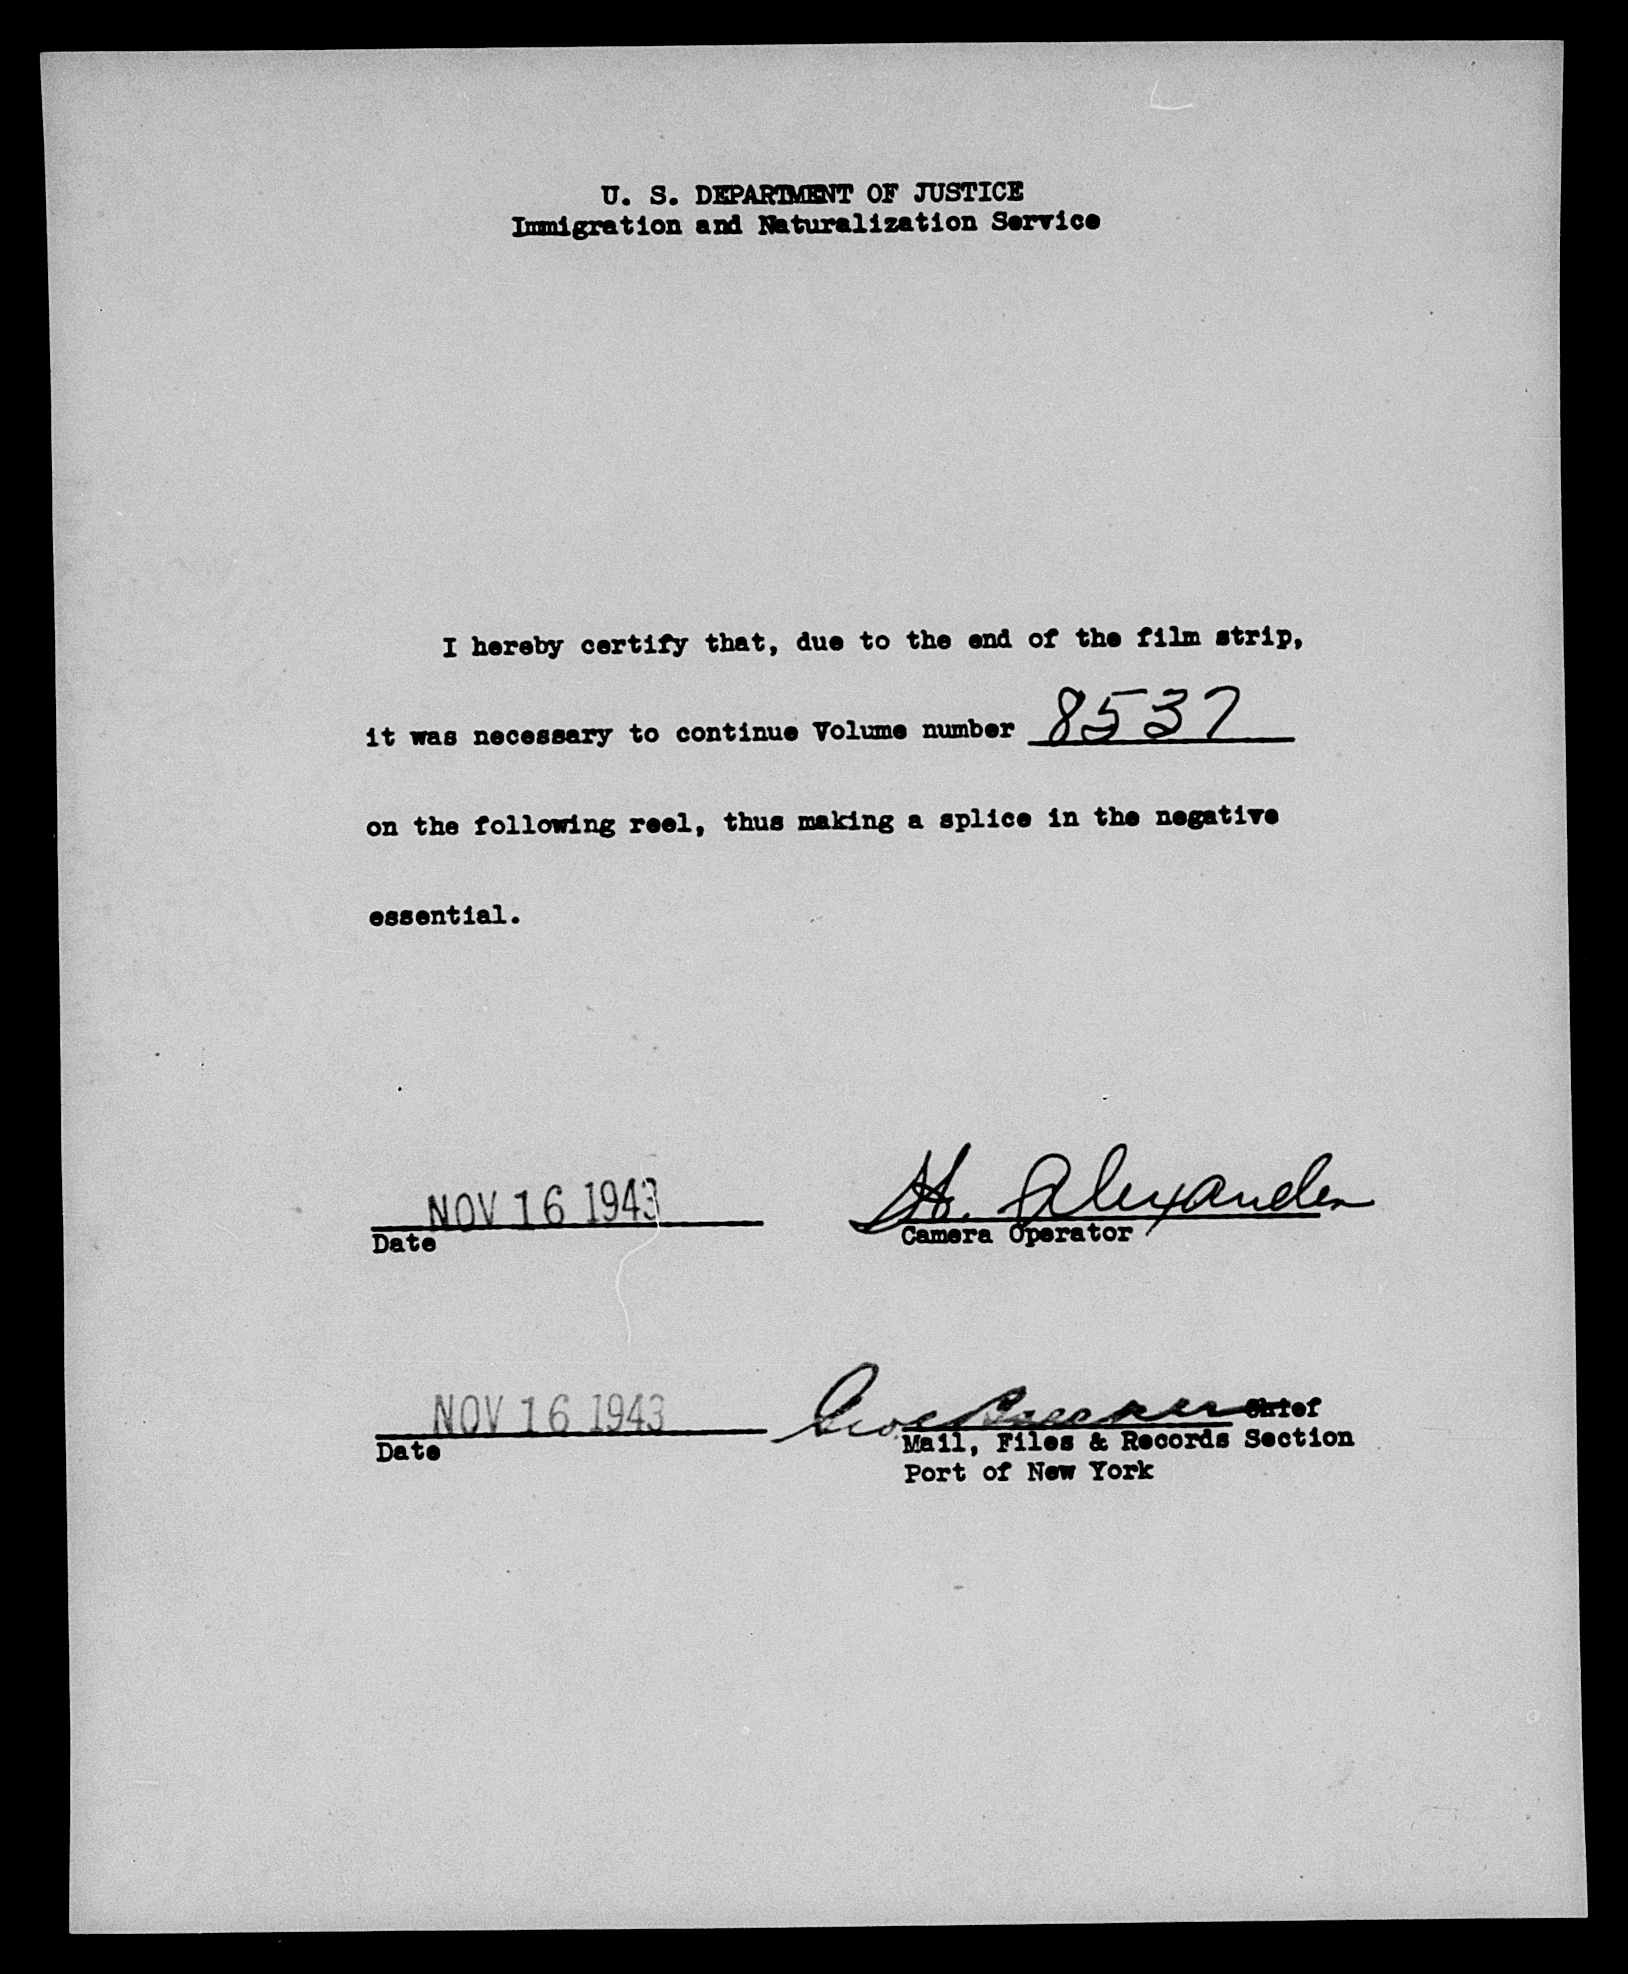 U. S. DEPARTMENT OF JUSTICE
Immigration and Naturalization Service
I hereby certify that, due to the end of the film strip,
it was necessary to continue Volume number 8537
on the following reel, thus making a splice in the negative
essential.
NOV 16 1943
Date
H. Alexander
Camera Operator
NOV 16 1943
Date
Chief
Mail, Files & Records Section
Port of New York